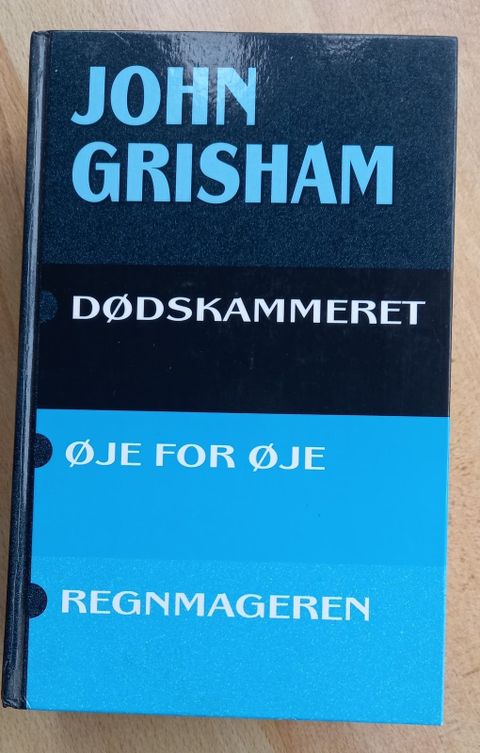 JOHN
GRISHAM
DØDSKAMMERET
ØJE FOR ØJE
REGNMAGEREN